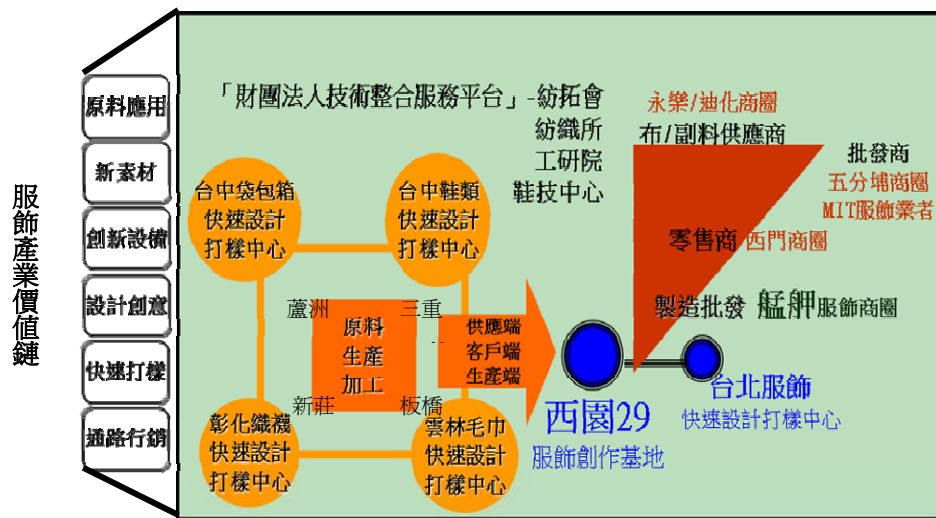 服飾產業價值鏈
原料應用
新素材
創新設備
設計創意
快速打樣
通路行銷
「財團法人技術整合服務平台」-紡拓會
紡織所
工研院
鞋技中心
永樂/迪化商圈
布/副料供應商
批發商
五分埔商圈
MIT服飾業者
零售商 西門商圈
製造批發 艋舺服飾商圈
台中袋包箱
快速設計
打樣中心
台中鞋類
快速設計
打樣中心
蘆洲
三重
原料
生產
加工
新莊
板橋
供應端
客戶端
生產端
彰化織襪
快速設計
打樣中心
雲林毛巾
快速設計
打樣中心
西園29
服飾創作基地
台北服飾
快速設計打樣中心